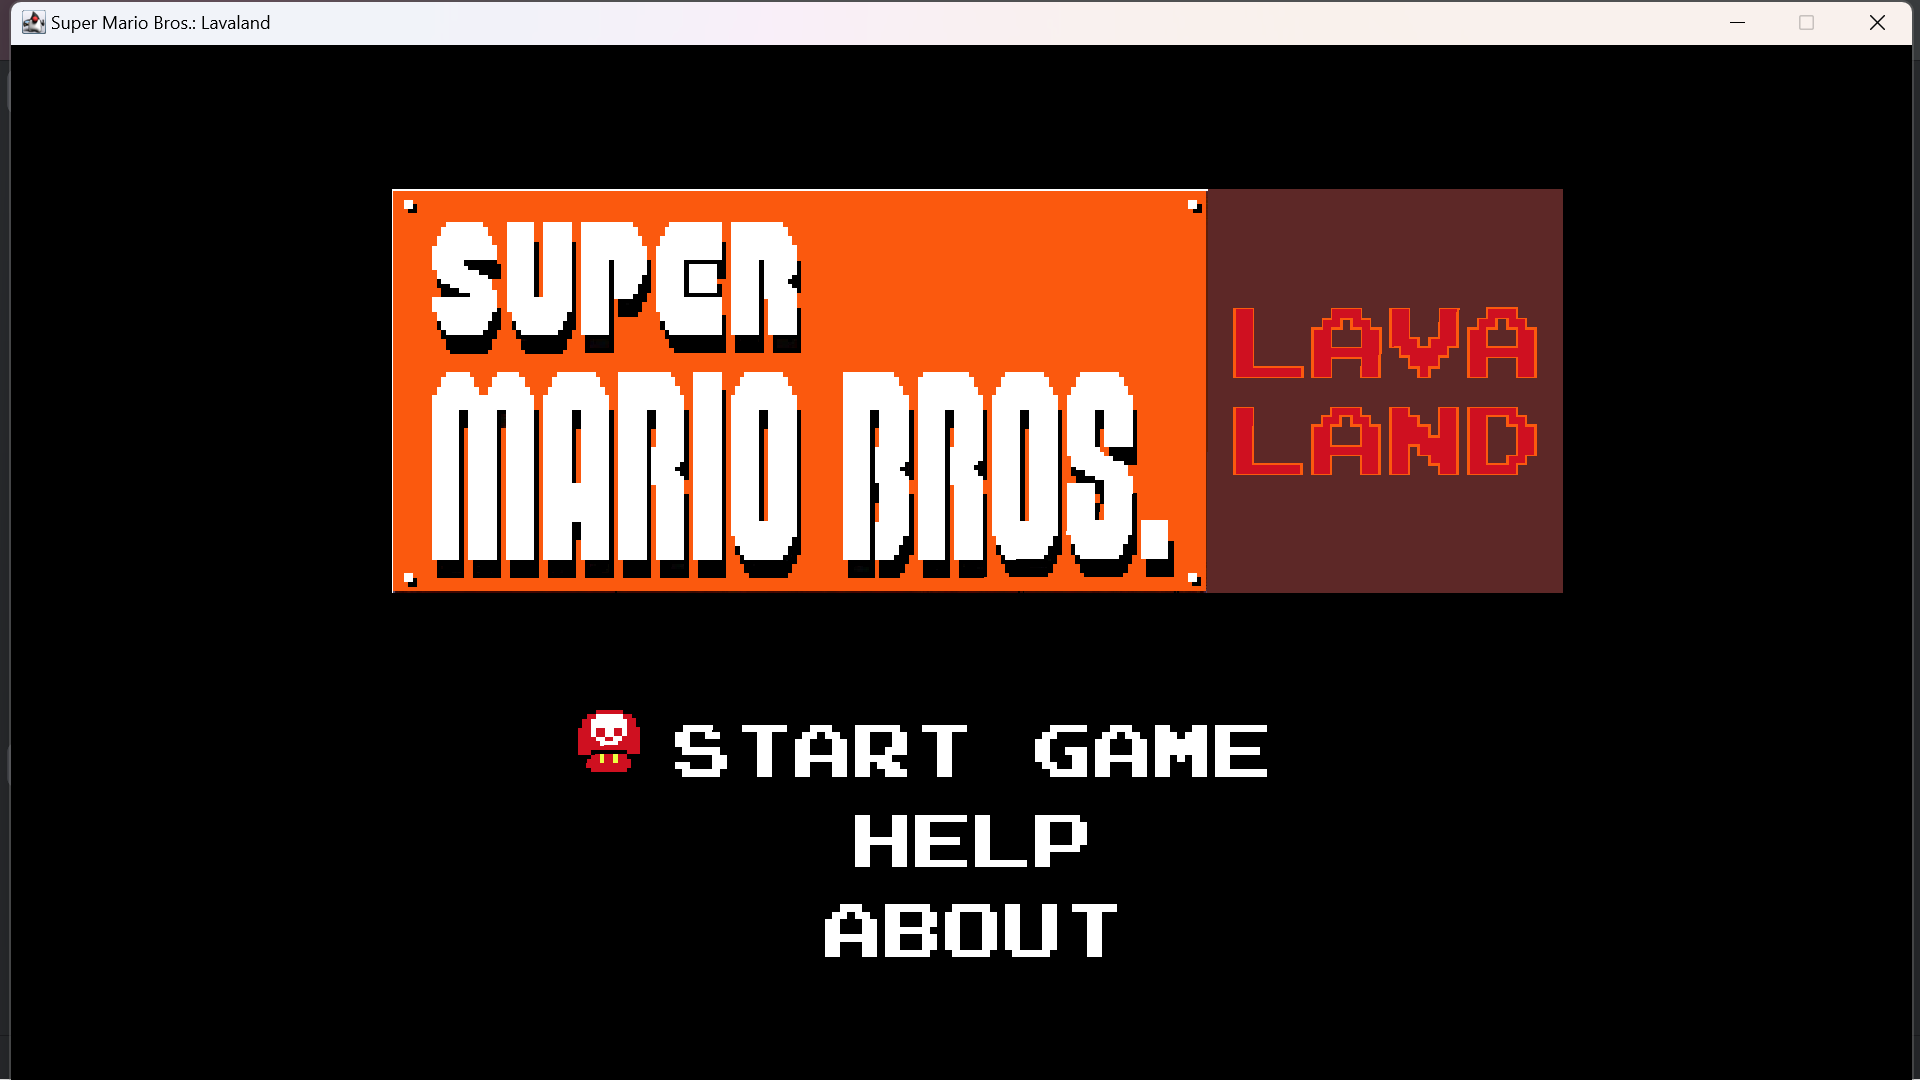 Super Mario Bros.: Lavaland
SUPER
MARIO BROS.
LAVA
LAND
START GAME
HELP
ABOUT